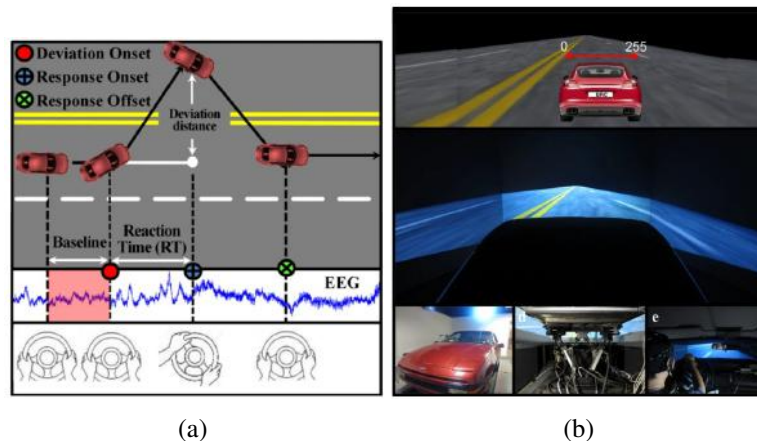 Deviation Onset
Response Onset
Response Offset
Deviation
distance
Baseline
Reaction
Time (RT)
EEG
0
255
d
e
(a)
(b)